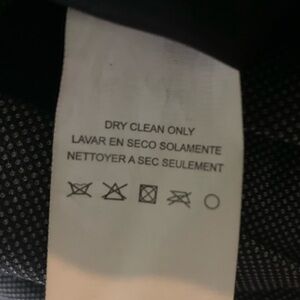 DRY CLEAN ONLY
LAVAR EN SECO SOLAMENTE
NETTOYER A SEC SEULEMENT